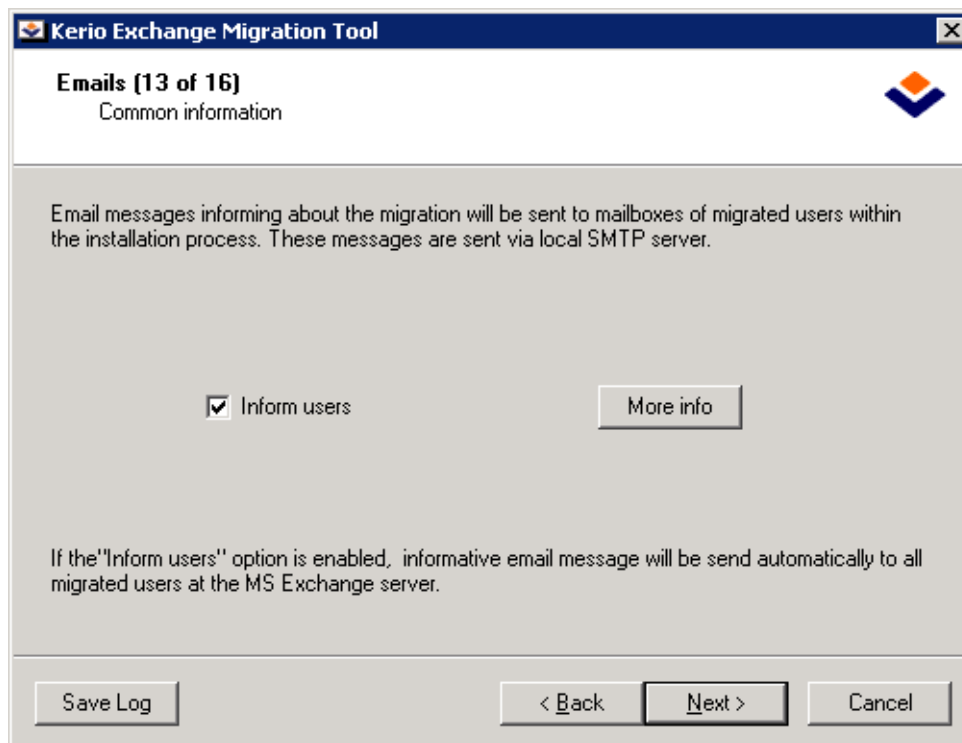 Kerio Exchange Migration Tool
Emails (13 of 16)
Common information
Email messages informing about the migration will be sent to mailboxes of migrated users within
the installation process. These messages are sent via local SMTP server.
Inform users
More info
If the"Inform users" option is enabled,  informative email message will be send automatically to all
migrated users at the MS Exchange server.
Save Log
< Back
Next >
Cancel